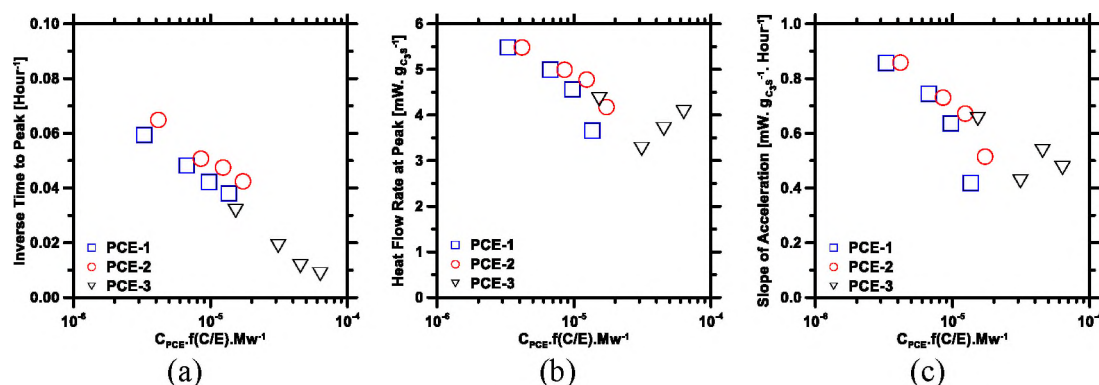 0.10
0.08
0.06
0.04
0.02
0.00
Inverse Time to Peak [Hour⁻¹]
PCE-1
PCE-2
PCE-3
10⁻⁶ 10⁻⁵ 10⁻⁴
C_PCE.f(C/E).Mw⁻¹
(a)
6
5
4
3
2
1
0
Heat Flow Rate at Peak [mW. g_C₃S⁻¹]
PCE-1
PCE-2
PCE-3
10⁻⁶ 10⁻⁵ 10⁻⁴
C_PCE.f(C/E).Mw⁻¹
(b)
1.0
0.8
0.6
0.4
0.2
0.0
Slope of Acceleration [mW. g_C₃S⁻¹. Hour⁻¹]
PCE-1
PCE-2
PCE-3
10⁻⁶ 10⁻⁵ 10⁻⁴
C_PCE.f(C/E).Mw⁻¹
(c)